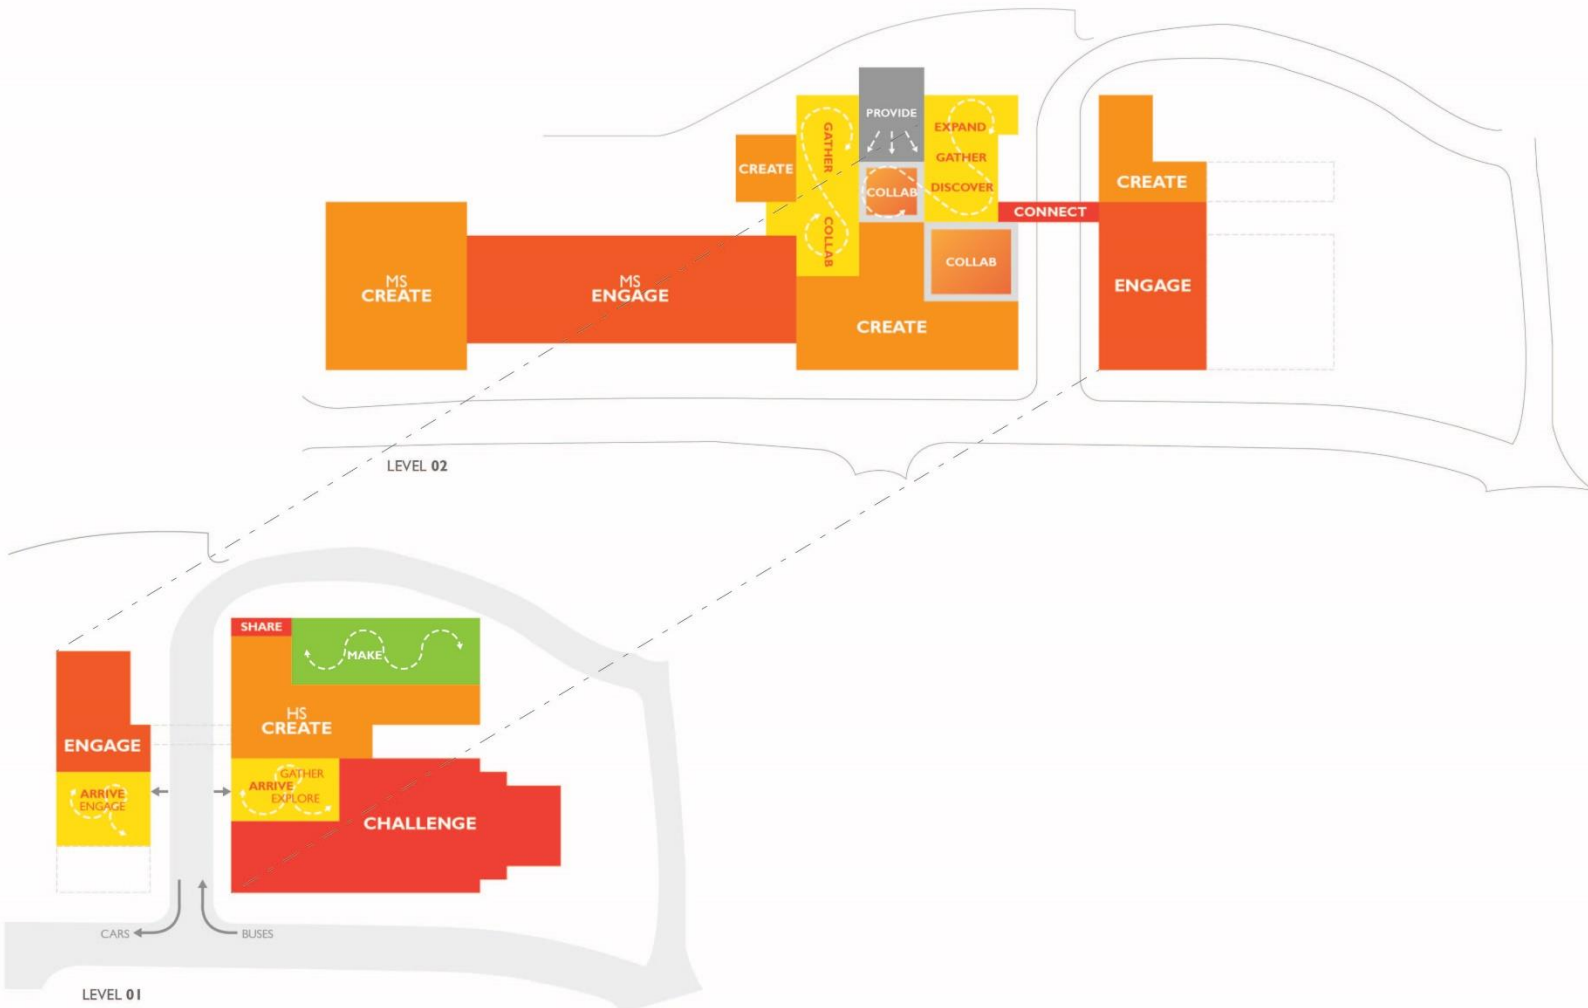 PROVIDE
GATHER
COLLAB
EXPAND
GATHER
DISCOVER
CREATE
COLLAB
CONNECT
CREATE
MS
CREATE
MS
ENGAGE
COLLAB
CREATE
ENGAGE
LEVEL 02
SHARE
MAKE
HS
CREATE
ENGAGE
ARRIVE
ENGAGE
GATHER
ARRIVE
EXPLORE
CHALLENGE
CARS
BUSES
LEVEL 01